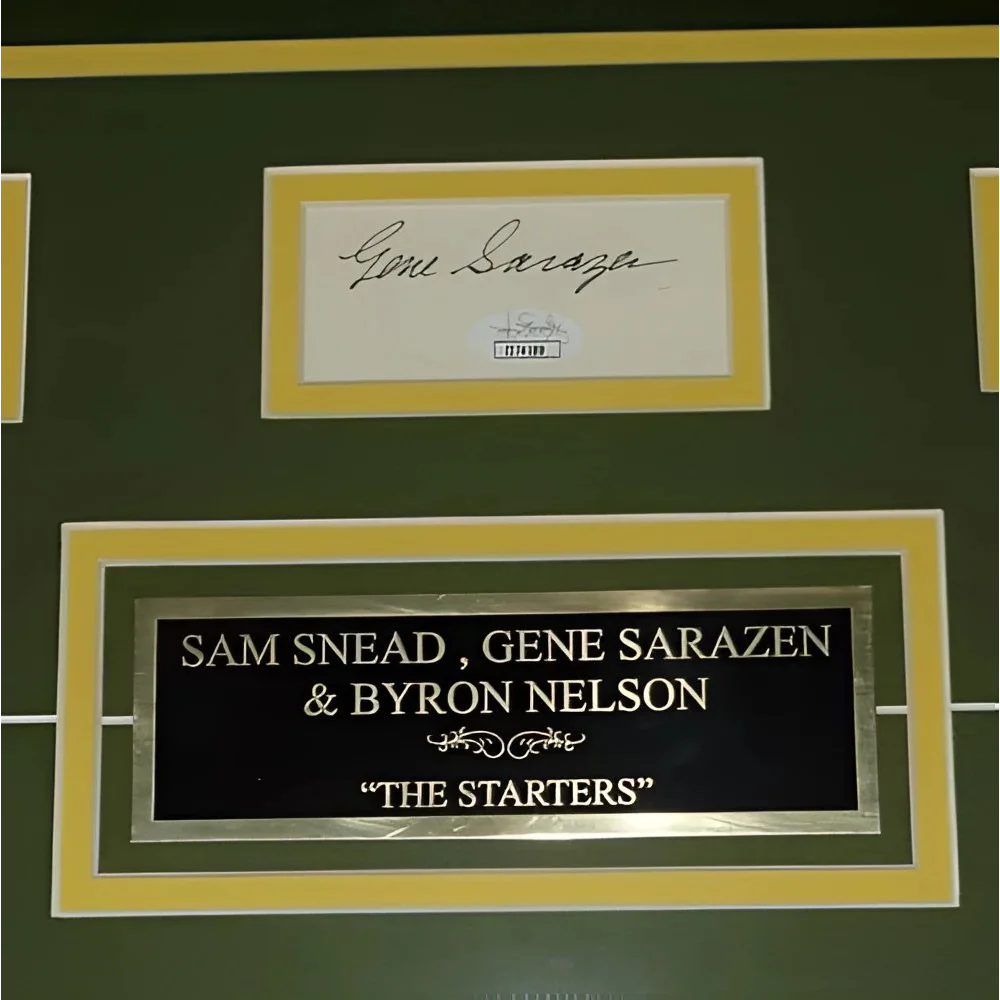 Gene Sarazen
SAM SNEAD , GENE SARAZEN
& BYRON NELSON
“THE STARTERS”